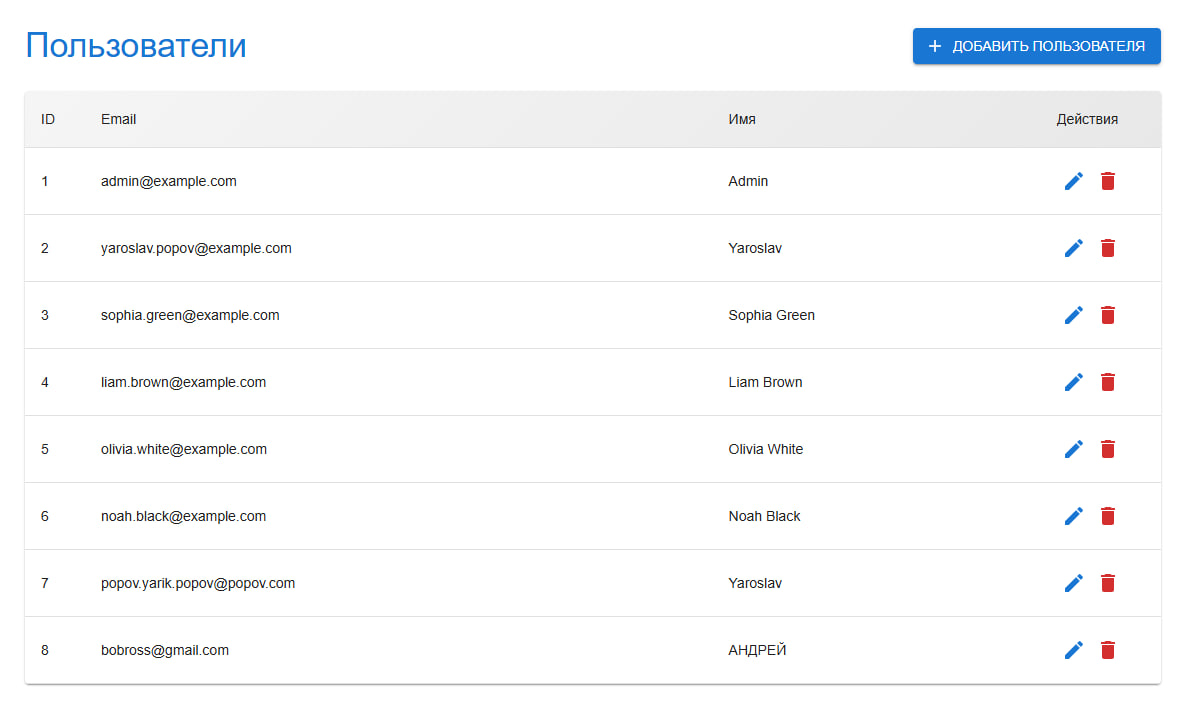 Пользователи
ДОБАВИТЬ ПОЛЬЗОВАТЕЛЯ
ID Email Имя Действия
1 admin@example.com Admin
2 yaroslav.popov@example.com Yaroslav
3 sophia.green@example.com Sophia Green
4 liam.brown@example.com Liam Brown
5 olivia.white@example.com Olivia White
6 noah.black@example.com Noah Black
7 popov.yarik.popov@popov.com Yaroslav
8 bobross@gmail.com АНДРЕЙ